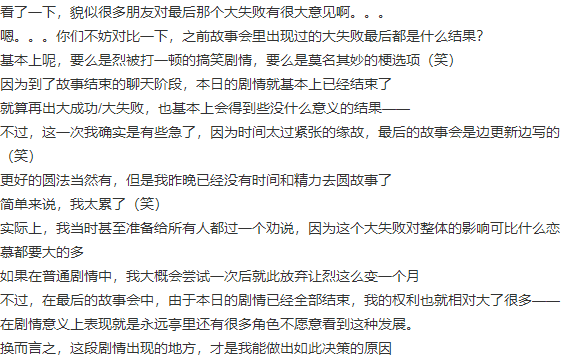 看了一下，貌似很多朋友对最后那个大失败有很大意见啊。。。
嗯。。。你们不妨对比一下，之前故事会里出现过的大失败最后都是什么结果？
基本上呢，要么是烈被打一顿的搞笑剧情，要么是莫名其妙的梗选项（笑）
因为到了故事结束的聊天阶段，本日的剧情就基本上已经结束了
就算再出大成功/大失败，也基本上会得到些没什么意义的结果——
不过，这一次我确实是有些急了，因为时间太过紧张的缘故，最后的故事会是边更新边写的
（笑）
更好的圆法当然有，但是我昨晚已经没有时间和精力去圆故事了
简单来说，我太累了（笑）
实际上，我当时甚至准备给所有人都过一个劝说，因为这个大失败对整体的影响可比什么恋
慕都要大的多
如果在普通剧情中，我大概会尝试一次后就此放弃让烈这么变一个月
不过，在最后的故事会中，由于本日的剧情已经全部结束，我的权利也就相对大了很多——
在剧情意义上表现就是永远亭里还有很多角色不愿意看到这种发展。
换而言之，这段剧情出现的地方，才是我能做出如此决策的原因